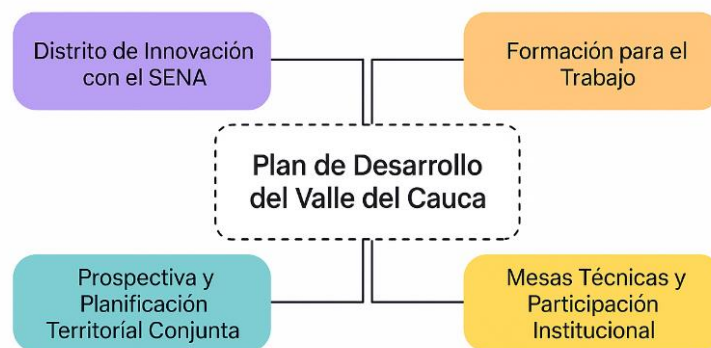 Distrito de Innovación
con el SENA
Formación para el
Trabajo
Plan de Desarrollo
del Valle del Cauca
Prospectiva y
Planificación
Territoríal Conjunta
Mesas Técnicas y
Participación
Institucional